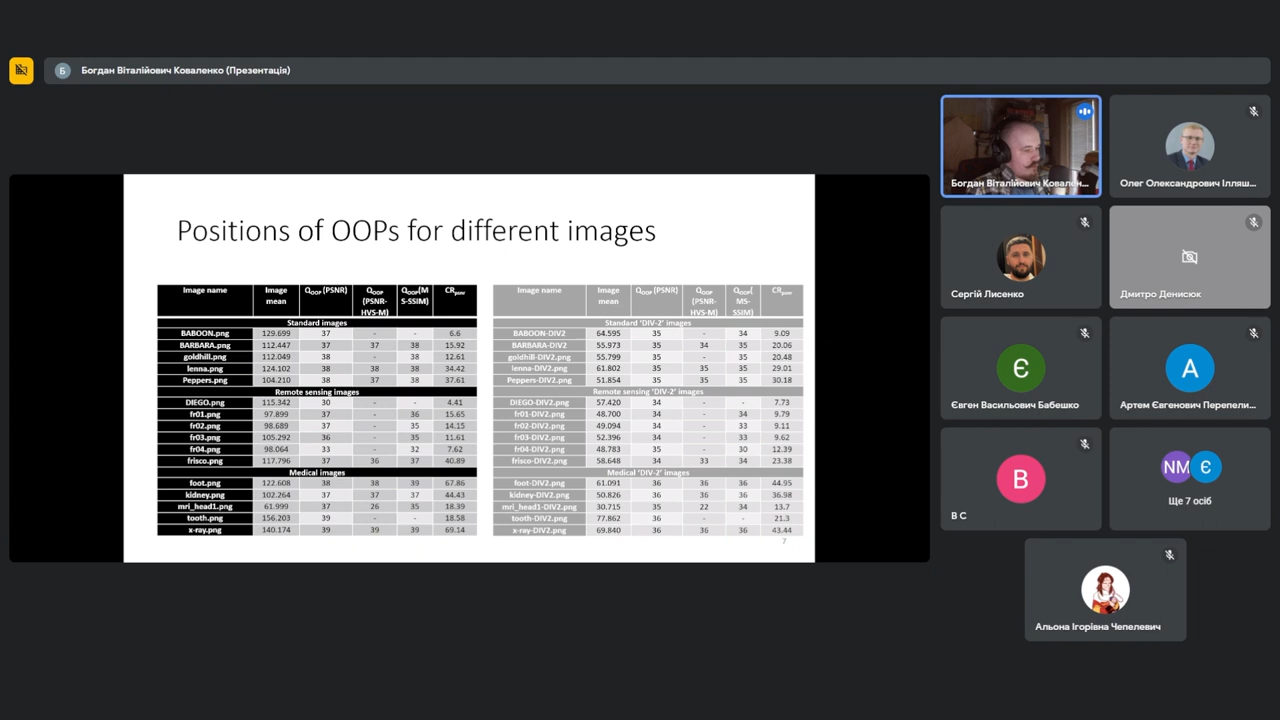 Б Богдан Віталійович Коваленко (Презентація)
Positions of OOPs for different images
Image name Image mean QOOP (PSNR) QOOP (PSNR-HVS-M) QOOP(MS-SSIM)
Standard images
BABOON.png 129.699 37 - - 6.6
BARBARA.png 112.447 37 37 38 15.92
goldhill.png 112.049 38 - 38 12.61
lenna.png 124.102 38 38 38 34.42
Peppers.png 104.210 38 37 38 37.61
Remote sensing images
DIEGO.png 115.342 30 - - 4.41
fr01.png 97.899 37 - 36 15.65
fr02.png 98.689 37 - 35 14.15
fr03.png 105.292 36 - 35 11.61
fr04.png 98.064 33 - 32 7.62
frisco.png 117.796 37 36 37 40.89
Medical images
foot.png 122.608 38 38 39 67.86
kidney.png 102.264 37 37 37 44.43
mri_head1.png 61.999 37 26 35 18.39
tooth.png 156.203 39 - - 18.58
x-ray.png 140.174 39 39 39 69.14
Image name Image mean QOOP (PSNR) QOOP (PSNR-HVS-M) QOOP(MS-SSIM)
Standard 'DIV-2' images
BABOON-DIV2 64.595 35 - 34 9.09
BARBARA-DIV2 55.973 35 34 35 20.06
goldhill-DIV2.png 55.799 35 - 35 20.48
lenna-DIV2.png 61.802 35 35 35 29.01
Peppers-DIV2.png 51.854 35 35 35 30.18
Remote sensing 'DIV-2' images
DIEGO-DIV2.png 57.420 34 - - 7.73
fr01-DIV2.png 48.700 34 - 34 9.79
fr02-DIV2.png 49.094 34 - 33 9.11
fr03-DIV2.png 52.396 34 - 33 9.62
fr04-DIV2.png 48.783 35 - 30 12.39
frisco-DIV2.png 58.648 34 33 34 23.38
Medical 'DIV-2' images
foot-DIV2.png 61.091 36 36 36 44.95
kidney-DIV2.png 50.826 36 36 36 36.98
mri_head1-DIV2.png 30.715 35 22 34 13.7
tooth-DIV2.png 77.862 36 - - 21.3
x-ray-DIV2.png 69.840 36 36 36 43.44
7
Богдан Віталійович Ковален...
Олег Олександрович Ілляш...
Сергій Лисенко
Дмитро Денисюк
Є
Євген Васильович Бабешко
А
Артем Євгенович Перепели...
В
В С
NM Є
Ще 7 осіб
Альона Ігорівна Чепелевич